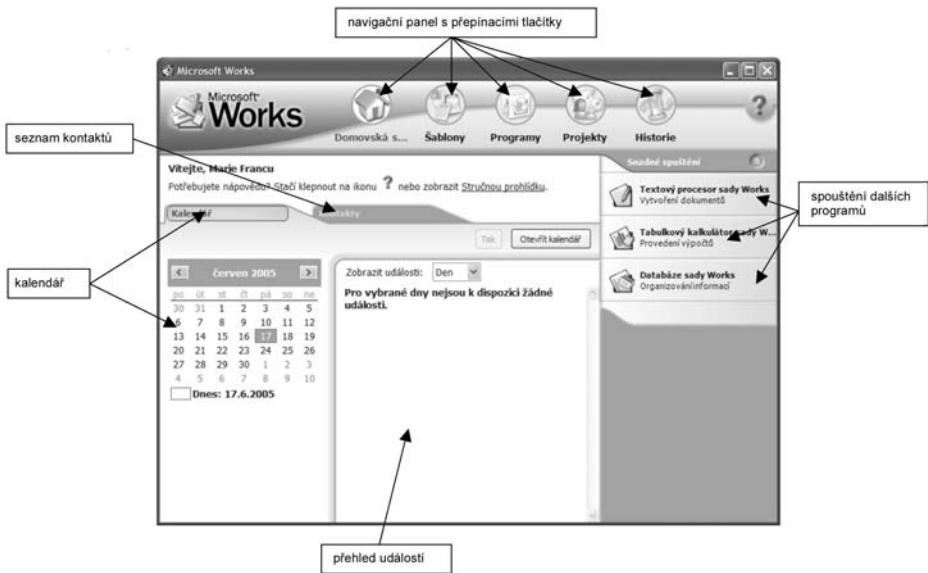 navigační panel s přepínacími tlačítky
Microsoft Works
Microsoft
Works
Domovská s...
Šablony
Programy
Projekty
Historie
?
seznam kontaktů
Vítejte, Marie Francu
Potřebujete nápovědu? Stačí klepnout na ikonu ? nebo zobrazit Stručnou prohlídku.
Snadné spuštění
Textový procesor sady Works
Vytvoření dokumentů
spouštění dalších
programů
Kalendář
Kontakty
Tisk
Otevřít kalendář
Tabulkový kalkulátor sady W...
Provedení výpočtů
kalendář
červen 2005
Zobrazit události: Den
Databáze sady Works
Organizování informací
Pro vybrané dny nejsou k dispozici žádné
události.
po út st čt pá so ne
30 31 1 2 3 4 5
6 7 8 9 10 11 12
13 14 15 16 17 18 19
20 21 22 23 24 25 26
27 28 29 30 1 2 3
4 5 6 7 8 9 10
Dnes: 17.6.2005
přehled událostí